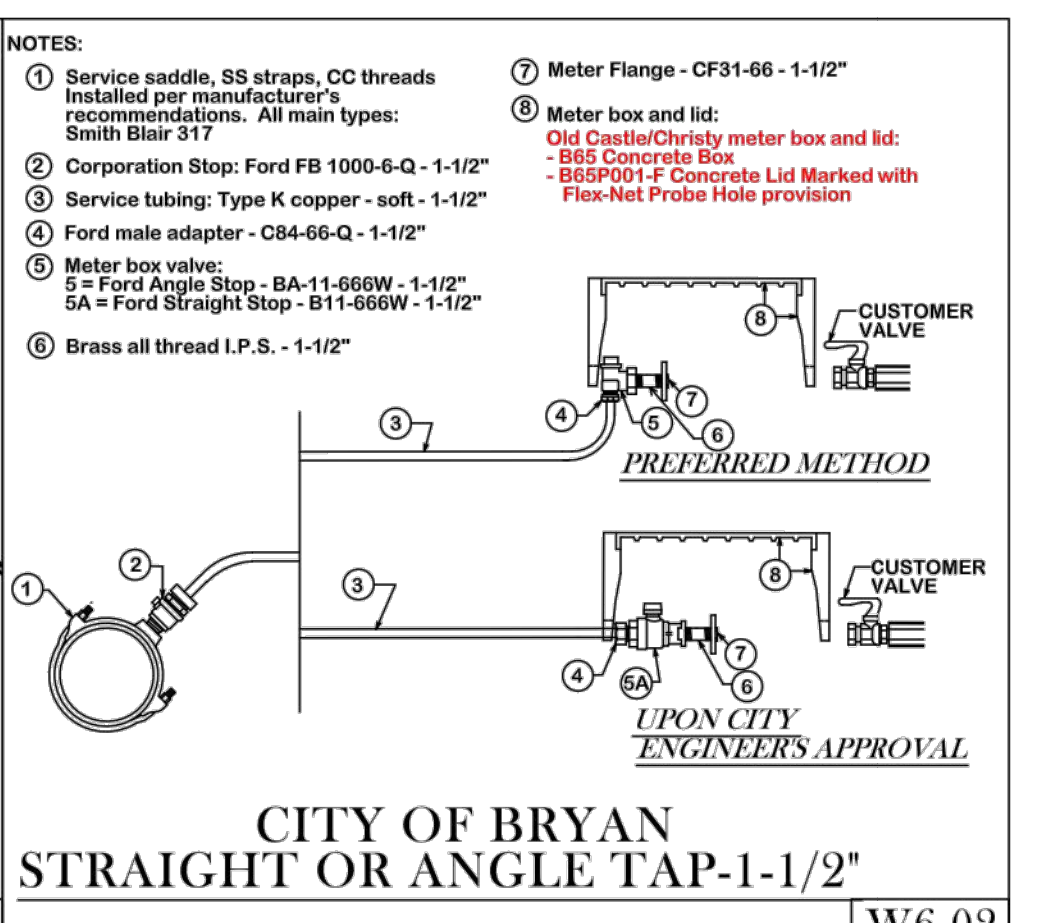 NOTES:
1 Service saddle, SS straps, CC threads
Installed per manufacturer's
recommendations. All main types:
Smith Blair 317
2 Corporation Stop: Ford FB 1000-6-Q - 1-1/2"
3 Service tubing: Type K copper - soft - 1-1/2"
4 Ford male adapter - C84-66-Q - 1-1/2"
5 Meter box valve:
5 = Ford Angle Stop - BA-11-666W - 1-1/2"
5A = Ford Straight Stop - B11-666W - 1-1/2"
6 Brass all thread I.P.S. - 1-1/2"
7 Meter Flange - CF31-66 - 1-1/2"
8 Meter box and lid:
Old Castle/Christy meter box and lid:
- B65 Concrete Box
- B65P001-F Concrete Lid Marked with
Flex-Net Probe Hole provision
8
CUSTOMER
VALVE
3
4
5
7
6
PREFERRED METHOD
1
2
3
8
CUSTOMER
VALVE
4
5A
7
6
UPON CITY
ENGINEER'S APPROVAL
CITY OF BRYAN
STRAIGHT OR ANGLE TAP-1-1/2"